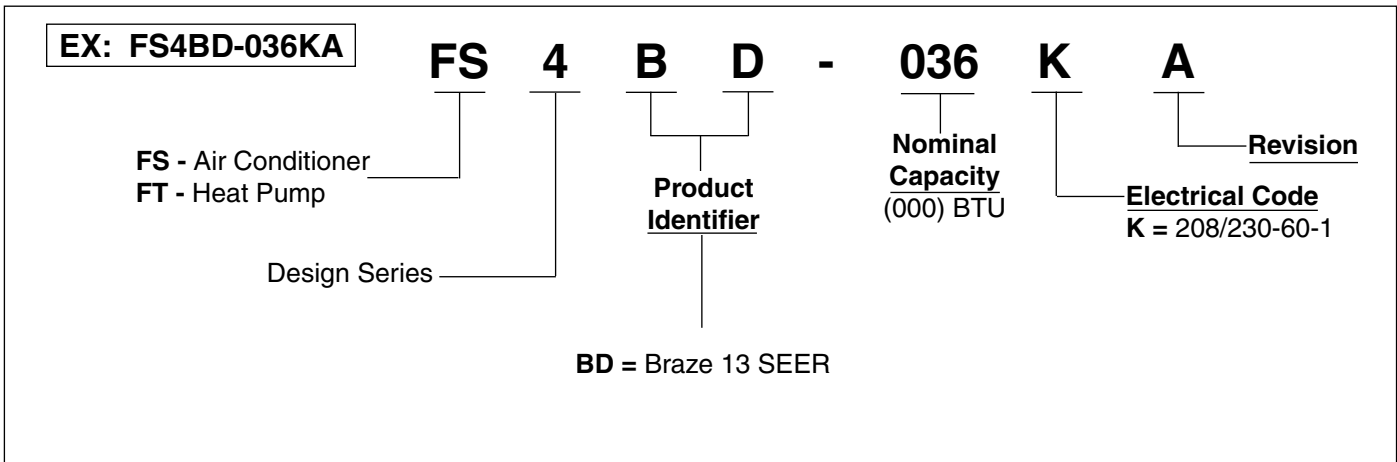 EX: FS4BD-036KA
FS 4 B D - 036 K A
FS - Air Conditioner
FT - Heat Pump
Design Series
Product
Identifier
BD = Braze 13 SEER
Nominal
Capacity
(000) BTU
Electrical Code
K = 208/230-60-1
Revision